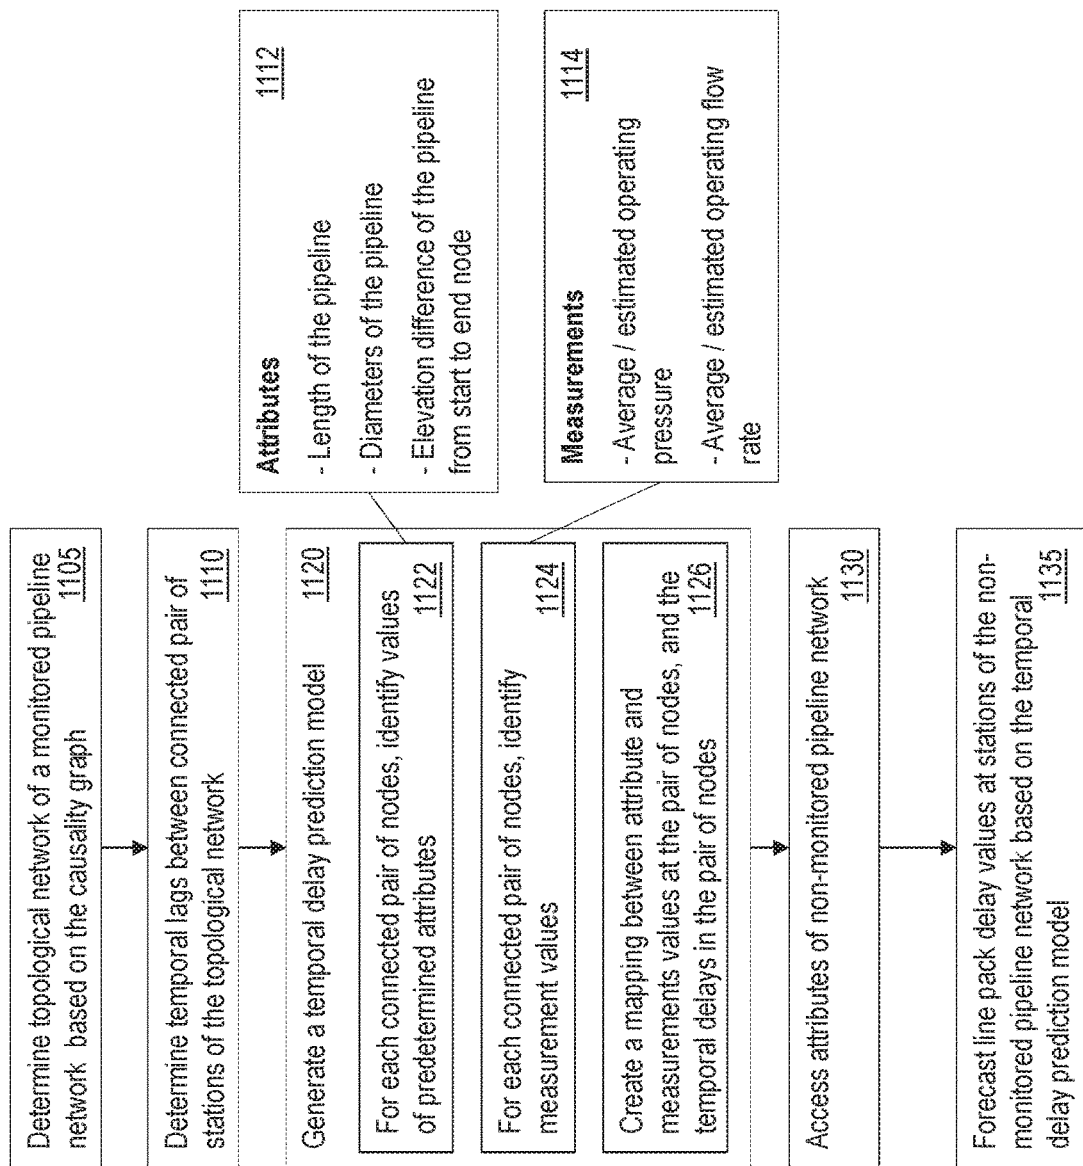 Determine topological network of a monitored pipeline
network based on the causality graph
1105
Determine temporal lags between connected pair of
stations of the topological network
1110
Generate a temporal delay prediction model
1120
For each connected pair of nodes, identify values
of predetermined attributes
1122
For each connected pair of nodes, identify
measurement values
1124
Create a mapping between attribute and
measurements values at the pair of nodes, and the
temporal delays in the pair of nodes
1126
Attributes
1112
- Length of the pipeline
- Diameters of the pipeline
- Elevation difference of the pipeline
from start to end node
Measurements
1114
- Average / estimated operating
pressure
- Average / estimated operating flow
rate
Access attributes of non-monitored pipeline network
1130
Forecast line pack delay values at stations of the non-
monitored pipeline network based on the temporal
delay prediction model
1135